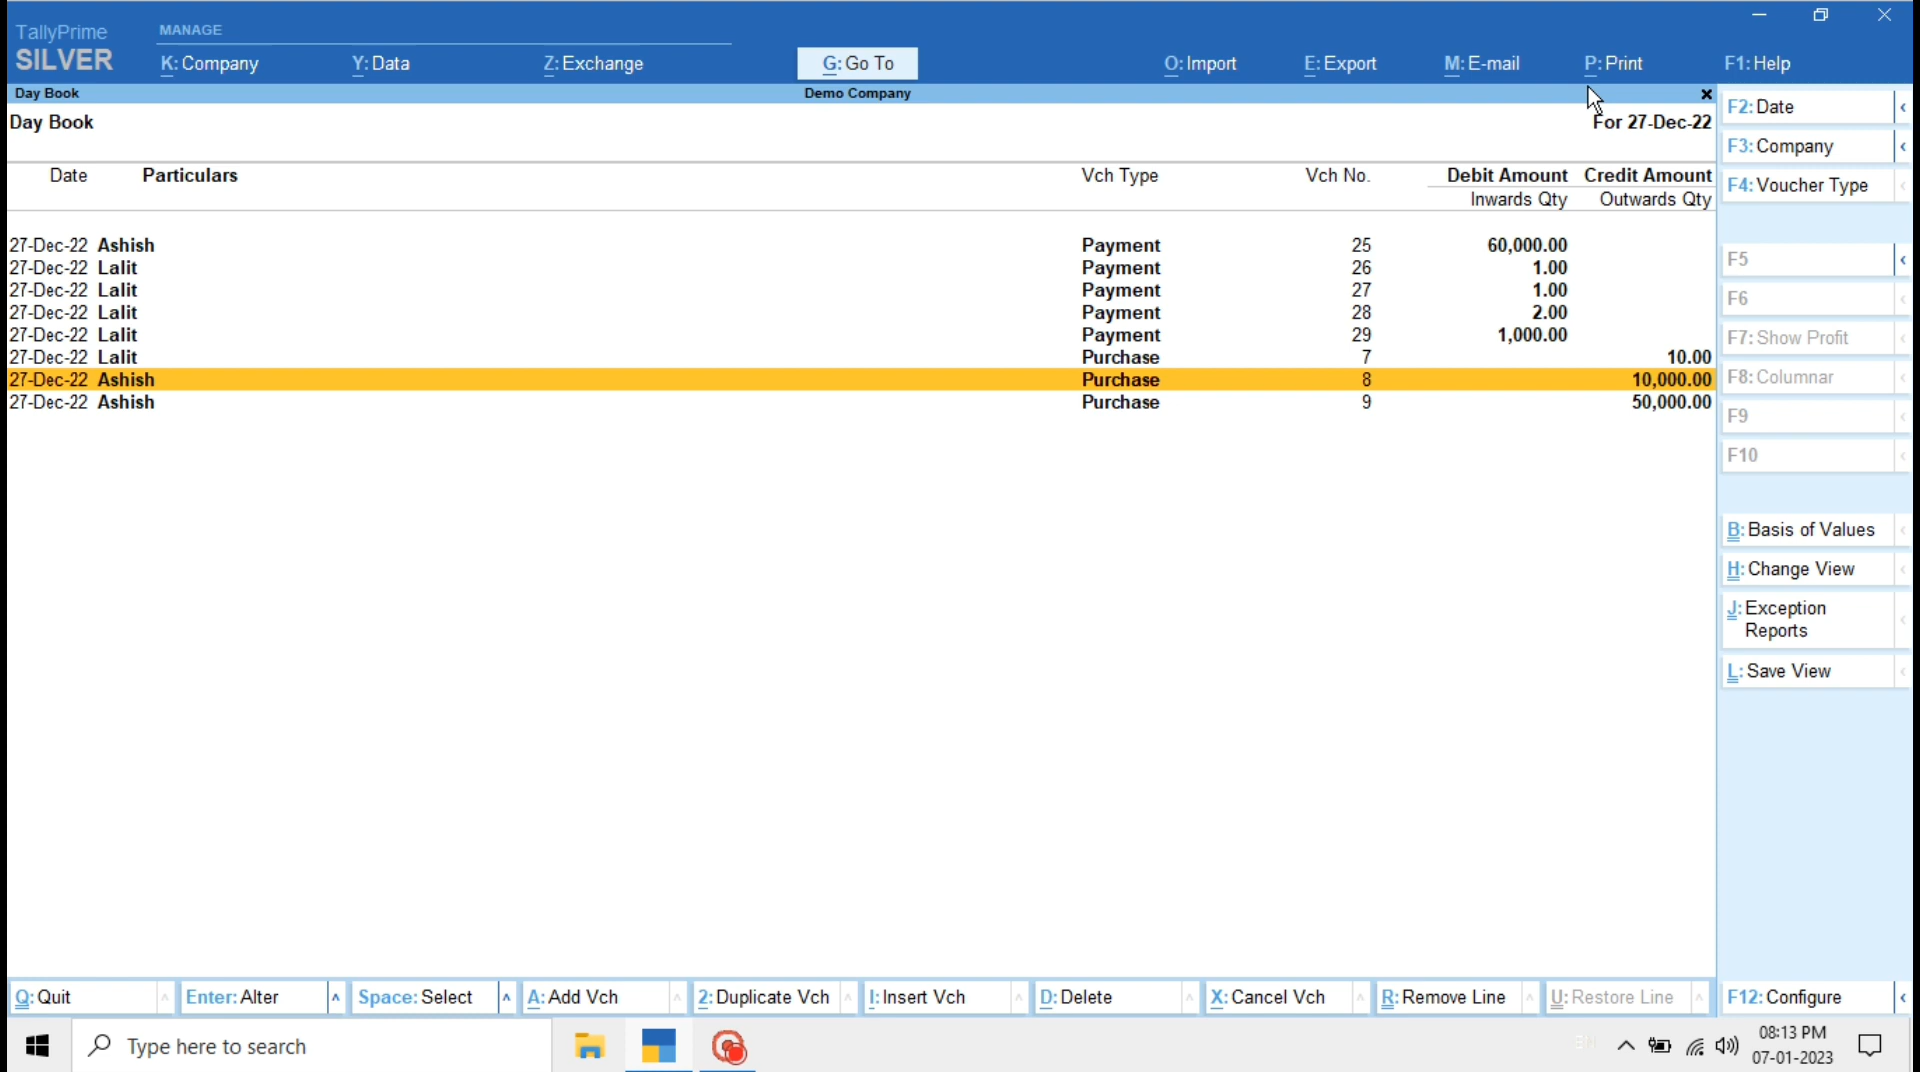 TallyPrime
SILVER
MANAGE
K: Company
Y: Data
Z: Exchange
G: Go To
O: Import
E: Export
M: E-mail
P: Print
F1: Help
Day Book
Demo Company
Day Book
For 27-Dec-22
Date Particulars Vch Type Vch No. Debit Amount Credit Amount
Inwards Qty Outwards Qty
27-Dec-22 Ashish Payment 25 60,000.00
27-Dec-22 Lalit Payment 26 1.00
27-Dec-22 Lalit Payment 27 1.00
27-Dec-22 Lalit Payment 28 2.00
27-Dec-22 Lalit Payment 29 1,000.00
27-Dec-22 Lalit Purchase 7 10.00
27-Dec-22 Ashish Purchase 8 10,000.00
27-Dec-22 Ashish Purchase 9 50,000.00
F2: Date
F3: Company
F4: Voucher Type
F5
F6
F7: Show Profit
F8: Columnar
F9
F10
B: Basis of Values
H: Change View
J: Exception
Reports
L: Save View
Q: Quit
Enter: Alter
Space: Select
A: Add Vch
2: Duplicate Vch
I: Insert Vch
D: Delete
X: Cancel Vch
R: Remove Line
U: Restore Line
F12: Configure
Type here to search
08:13 PM
07-01-2023